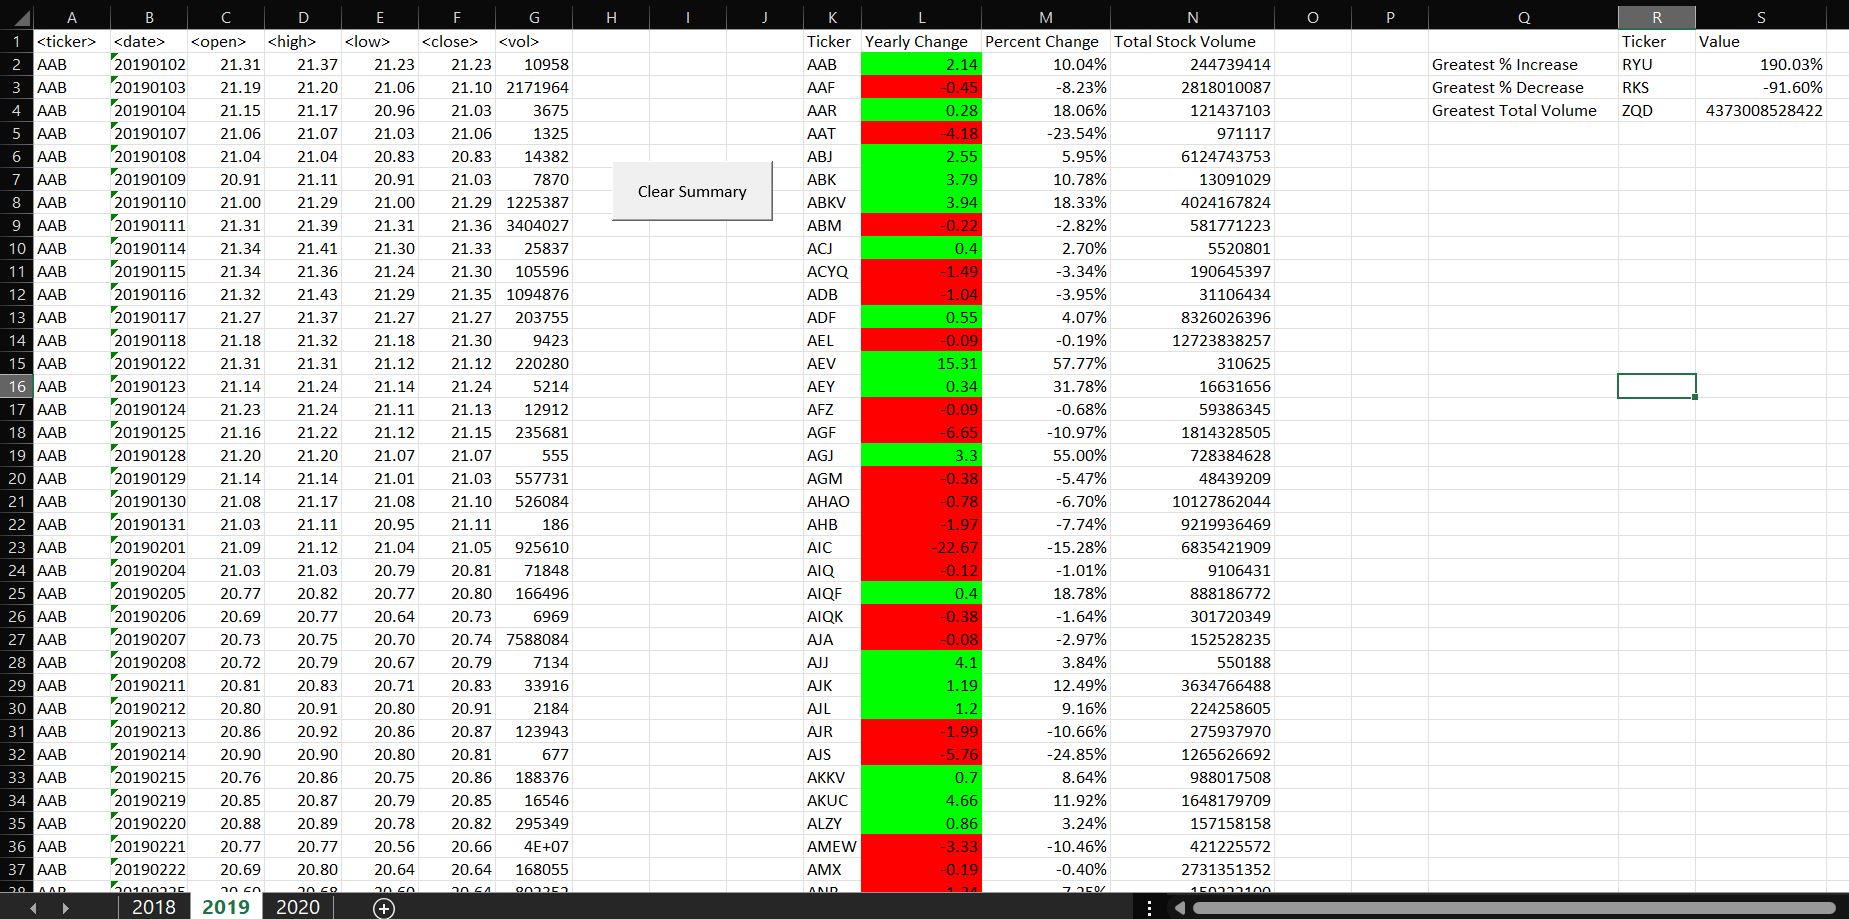 A B C D E F G H I J K L M N O P Q R S
1 <ticker> <date> <open> <high> <low> <close> <vol> Ticker Yearly Change Percent Change Total Stock Volume Ticker Value
2 AAB 20190102 21.31 21.37 21.23 21.23 10958 AAB 2.14 10.04% 244739414 Greatest % Increase RYU 190.03%
3 AAB 20190103 21.19 21.20 21.06 21.10 2171964 AAF -0.45 -8.23% 2818010087 Greatest % Decrease RKS -91.60%
4 AAB 20190104 21.15 21.17 20.96 21.03 3675 AAR 0.28 18.06% 121437103 Greatest Total Volume ZQD 4373008528422
5 AAB 20190107 21.06 21.07 21.03 21.06 1325 AAT -4.18 -23.54% 971117
6 AAB 20190108 21.04 21.04 20.83 20.83 14382 ABJ 2.55 5.95% 6124743753
7 AAB 20190109 20.91 21.11 20.91 21.03 7870 ABK 3.79 10.78% 13091029
Clear Summary
8 AAB 20190110 21.00 21.29 21.00 21.29 1225387 ABKV 3.94 18.33% 4024167824
9 AAB 20190111 21.31 21.39 21.31 21.36 3404027 ABM -0.22 -2.82% 581771223
10 AAB 20190114 21.34 21.41 21.30 21.33 25837 ACJ 0.4 2.70% 5520801
11 AAB 20190115 21.34 21.36 21.24 21.30 105596 ACYQ -1.49 -3.34% 190645397
12 AAB 20190116 21.32 21.43 21.29 21.35 1094876 ADB -1.04 -3.95% 31106434
13 AAB 20190117 21.27 21.37 21.27 21.27 203755 ADF 0.55 4.07% 8326026396
14 AAB 20190118 21.18 21.32 21.18 21.30 9423 AEL -0.09 -0.19% 12723838257
15 AAB 20190122 21.31 21.31 21.12 21.12 220280 AEV 15.31 57.77% 310625
16 AAB 20190123 21.14 21.24 21.14 21.24 5214 AEY 0.34 31.78% 16631656
17 AAB 20190124 21.23 21.24 21.11 21.13 12912 AFZ -0.09 -0.68% 59386345
18 AAB 20190125 21.16 21.22 21.12 21.15 235681 AGF -6.65 -10.97% 1814328505
19 AAB 20190128 21.20 21.20 21.07 21.07 555 AGJ 3.3 55.00% 728384628
20 AAB 20190129 21.14 21.14 21.01 21.03 557731 AGM -0.38 -5.47% 48439209
21 AAB 20190130 21.08 21.17 21.08 21.10 526084 AHAO -0.78 -6.70% 10127862044
22 AAB 20190131 21.03 21.11 20.95 21.11 186 AHB -1.97 -7.74% 9219936469
23 AAB 20190201 21.09 21.12 21.04 21.05 925610 AIC -22.67 -15.28% 6835421909
24 AAB 20190204 21.03 21.03 20.79 20.81 71848 AIQ -0.12 -1.01% 9106431
25 AAB 20190205 20.77 20.82 20.77 20.80 166496 AIQF 0.4 18.78% 888186772
26 AAB 20190206 20.69 20.77 20.64 20.73 6969 AIQK -0.38 -1.64% 301720349
27 AAB 20190207 20.73 20.75 20.70 20.74 7588084 AJA -0.08 -2.97% 152528235
28 AAB 20190208 20.72 20.79 20.67 20.79 7134 AJJ 4.1 3.84% 550188
29 AAB 20190211 20.81 20.83 20.71 20.83 33916 AJK 1.19 12.49% 3634766488
30 AAB 20190212 20.80 20.91 20.80 20.91 2184 AJL 1.2 9.16% 224258605
31 AAB 20190213 20.86 20.92 20.86 20.87 123943 AJR -1.99 -10.66% 275937970
32 AAB 20190214 20.90 20.90 20.80 20.81 677 AJS -5.76 -24.85% 1265626692
33 AAB 20190215 20.76 20.86 20.75 20.86 188376 AKKV 0.7 8.64% 988017508
34 AAB 20190219 20.85 20.87 20.79 20.85 16546 AKUC 4.66 11.92% 1648179709
35 AAB 20190220 20.88 20.89 20.78 20.82 295349 ALZY 0.86 3.24% 157158158
36 AAB 20190221 20.77 20.77 20.56 20.66 4E+07 AMEW -3.33 -10.46% 421225572
37 AAB 20190222 20.69 20.80 20.64 20.64 168055 AMX -0.19 -0.40% 2731351352
2018 2019 2020